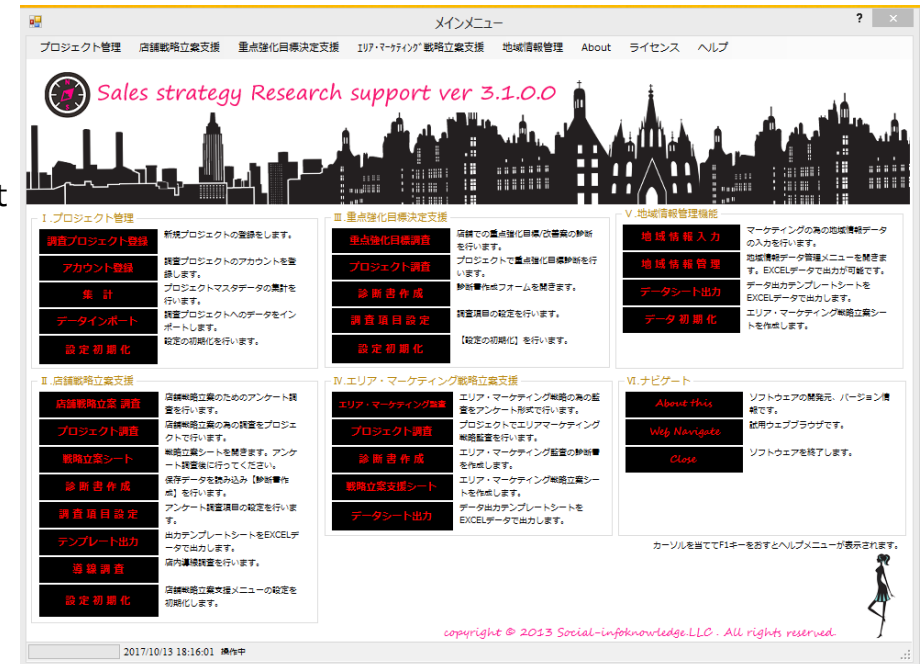 メインメニュー
?
×
プロジェクト管理 店舗戦略立案支援 重点強化目標決定支援 ｴﾘｱ・ﾏｰｹﾃｨﾝｸﾞ戦略立案支援 地域情報管理 About ライセンス ヘルプ
Sales strategy Research support ver 3.1.0.0
t
Ⅰ.プロジェクト管理
調査プロジェクト登録
新規プロジェクトの登録をします。
アカウント登録
調査プロジェクトのアカウントを登
録します。
集 計
プロジェクトマスタデータの集計を
行います。
データインポート
調査プロジェクトへのデータをイン
ポートします。
設定初期化
設定の初期化を行います。
Ⅱ.店舗戦略立案支援
店舗戦略立案 調査
店舗戦略立案のためのアンケート調
査を行います。
プロジェクト調査
店舗戦略立案の為の調査をプロジェ
クトで行います。
戦略立案シート
戦略立案シートを開きます。アンケ
ート調査後に行ってください。
診 断 書 作 成
保存データを読み込み【診断書作
成】を行います。
調 査 項 目 設 定
アンケート調査項目の設定を行いま
す。
テンプレート出力
出力テンプレートシートをEXCELデ
ータで出力します。
導 線 調 査
店内導線調査を行います。
設 定 初 期 化
店舗戦略立案支援メニューの設定を
初期化します。
Ⅲ.重点強化目標決定支援
重点強化目標調査
店舗での重点強化目標/改善案の診断
を行います。
プロジェクト調査
プロジェクトで重点強化目標診断を行
います。
診 断 書 作 成
診断書作成フォームを開きます。
調 査 項 目 設 定
調査項目の設定を行います。
設 定 初 期 化
【設定の初期化】を行います。
Ⅳ.エリア・マーケティング戦略立案支援
エリア・マーケティング監査
エリア・マーケティング戦略の為の監
査をアンケート形式で行います。
プロジェクト調査
プロジェクトでエリアマーケティング
戦略監査を行います。
診 断 書 作 成
エリア・マーケティング監査の診断書
を作成します。
戦略立案支援シート
エリア・マーケティング戦略立案シー
トを作成します。
データシート出力
データ出力テンプレートシートを
EXCELデータで出力します。
Ⅴ.地域情報管理機能
地 域 情 報 入 力
マーケティングの為の地域情報データ
の入力を行います。
地 域 情 報 管 理
地域情報データ管理メニューを開きま
す。EXCELデータで出力が可能です。
データシート出力
データ出力テンプレートシートを
EXCELデータで出力します。
データ 初 期 化
エリア・マーケティング戦略立案シー
トを作成します。
Ⅵ.ナビゲート
About this
ソフトウェアの開発元、バージョン情
報です。
Web Navigate
試用ウェブブラウザです。
Close
ソフトウェアを終了します。
カーソルを当ててF1キーをおすとヘルプメニューが表示されます。
copyright © 2013 Social-infoknowledge.LLC . All rights reserved.
2017/10/13 18:16:01 操作中